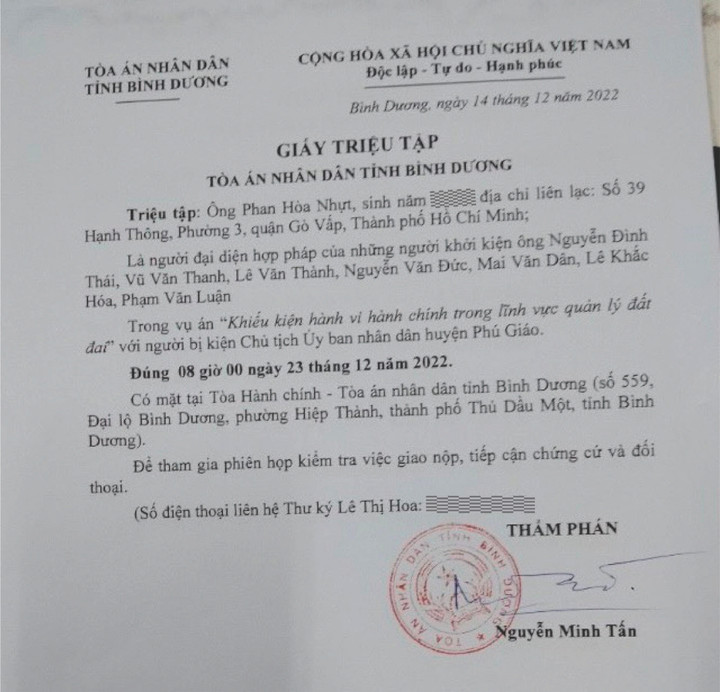 TÒA ÁN NHÂN DÂN
TỈNH BÌNH DƯƠNG
CỘNG HÒA XÃ HỘI CHỦ NGHĨA VIỆT NAM
Độc lập - Tự do - Hạnh phúc
Bình Dương, ngày 14 tháng 12 năm 2022
GIẤY TRIỆU TẬP
TÒA ÁN NHÂN DÂN TỈNH BÌNH DƯƠNG
Triệu tập: Ông Phan Hòa Nhựt, sinh năm địa chỉ liên lạc: Số 39
Hạnh Thông, Phường 3, quận Gò Vấp, Thành phố Hồ Chí Minh;
Là người đại diện hợp pháp của những người khởi kiện ông Nguyễn Đình
Thái, Vũ Văn Thanh, Lê Văn Thành, Nguyễn Văn Đức, Mai Văn Dân, Lê Khắc
Hóa, Phạm Văn Luận
Trong vụ án “Khiếu kiện hành vi hành chính trong lĩnh vực quản lý đất
đai” với người bị kiện Chủ tịch Ủy ban nhân dân huyện Phú Giáo.
Đúng 08 giờ 00 ngày 23 tháng 12 năm 2022.
Có mặt tại Tòa Hành chính - Tòa án nhân dân tỉnh Bình Dương (số 559,
Đại lộ Bình Dương, phường Hiệp Thành, thành phố Thủ Dầu Một, tỉnh Bình
Dương).
Để tham gia phiên họp kiểm tra việc giao nộp, tiếp cận chứng cứ và đối
thoại.
(Số điện thoại liên hệ Thư ký Lê Thị Hoa:
THẨM PHÁN
TÒA ÁN NHÂN DÂN TỈNH BÌNH DƯƠNG
Nguyễn Minh Tấn